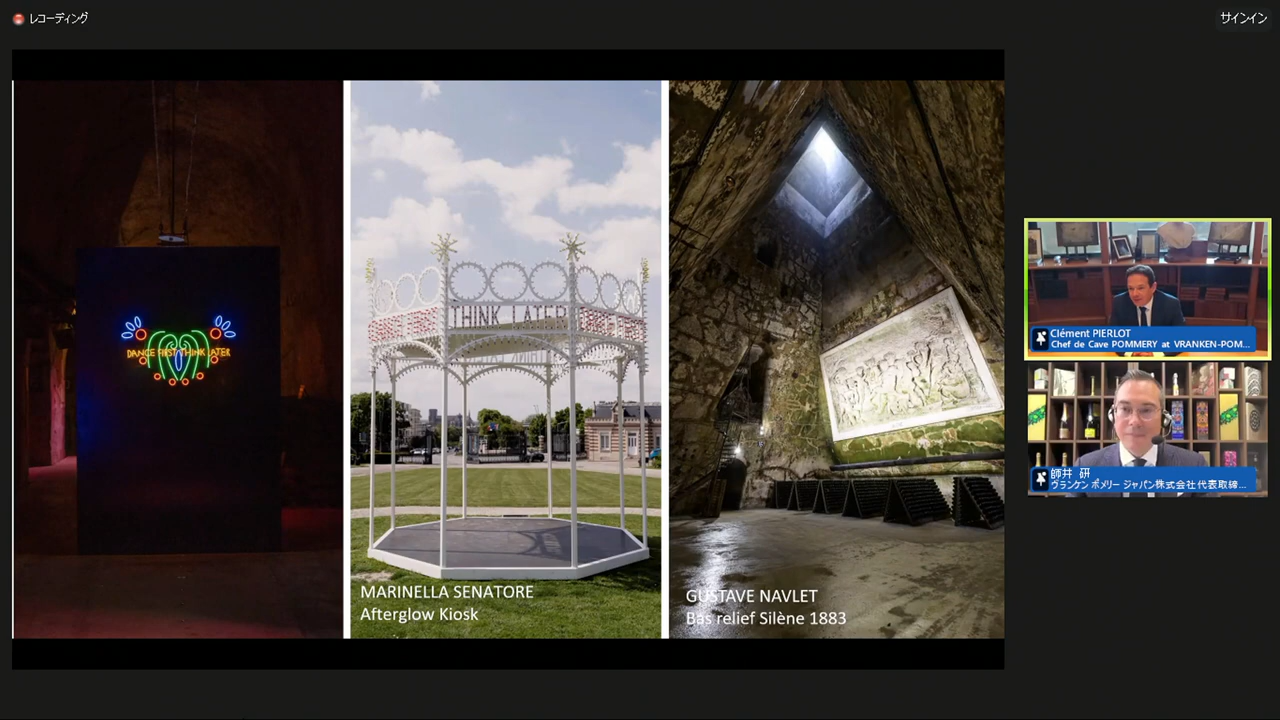 レコーディング
サインイン
DANCE FIRST THINK LATER
THINK LATER
MARINELLA SENATORE
Afterglow Kiosk
GUSTAVE NAVLET
Bas relief Silène 1883
Clément PIERLOT
Chef de Cave POMMERY at VRANKEN-POM...
師井 研
ヴランケン ポメリー ジャパン株式会社 代表取締...